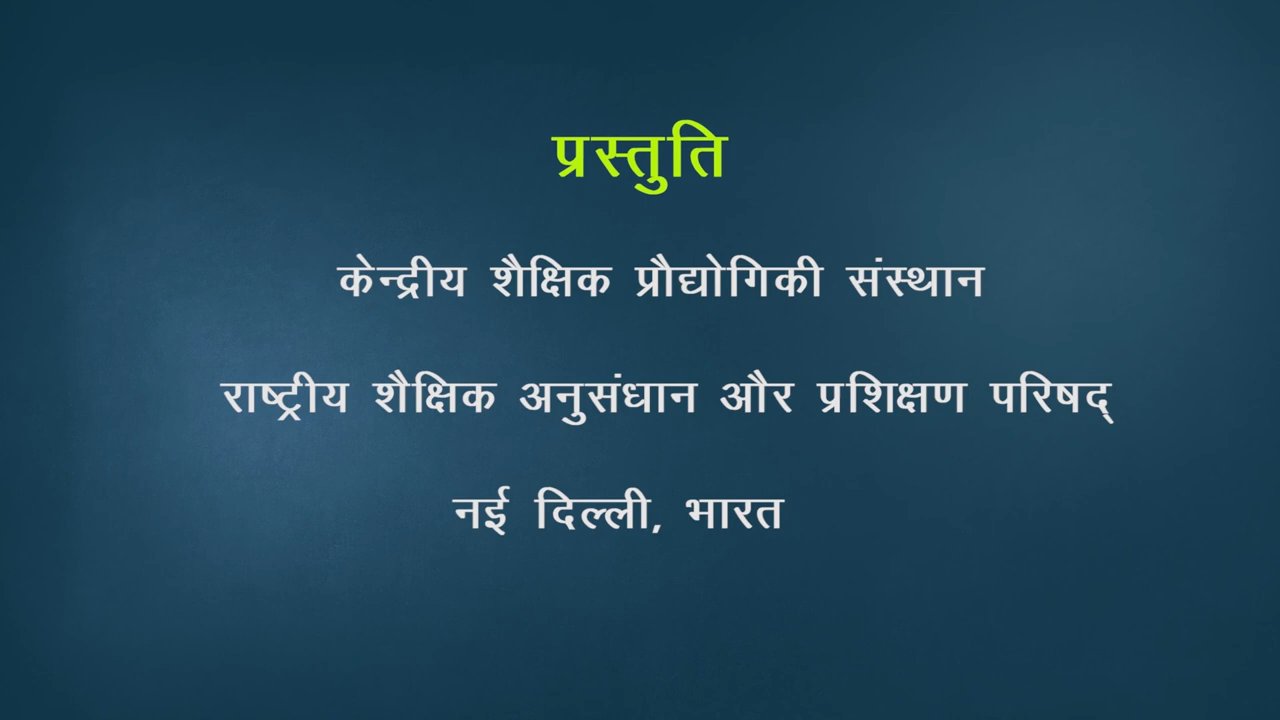 प्रस्तुति
केन्द्रीय शैक्षिक प्रौद्योगिकी संस्थान
राष्ट्रीय शैक्षिक अनुसंधान और प्रशिक्षण परिषद्
नई दिल्ली, भारत